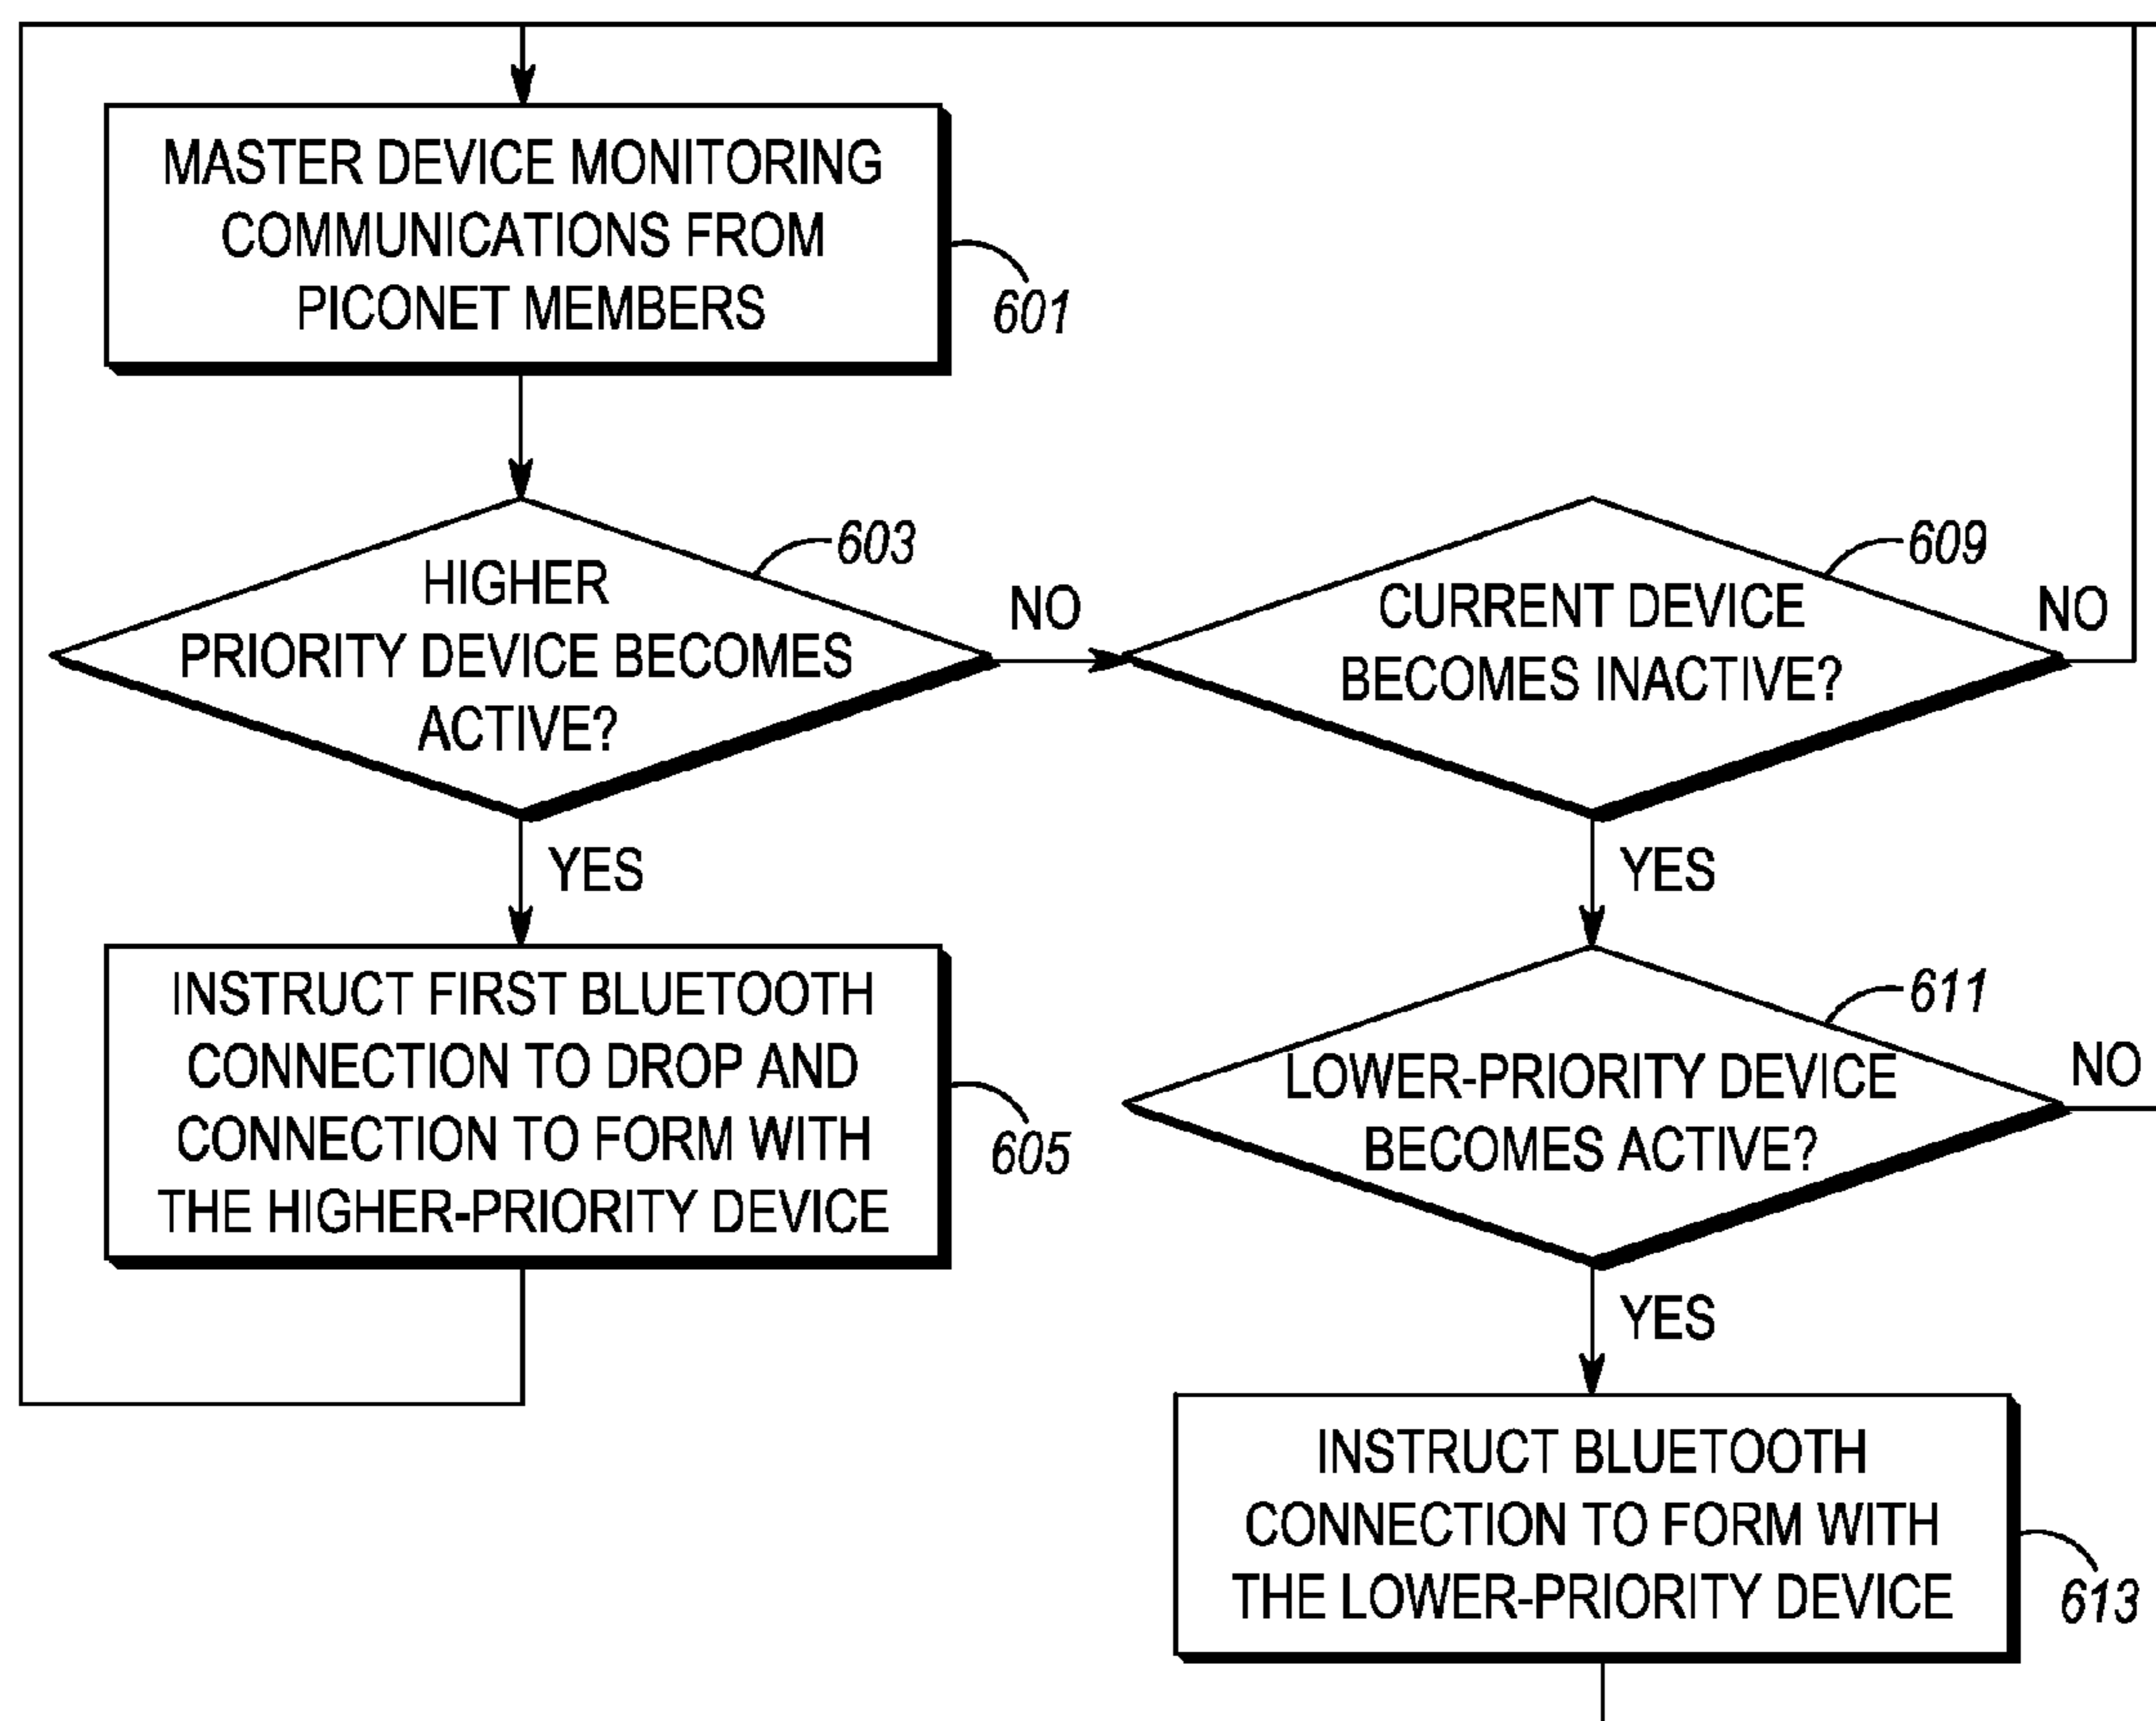 MASTER DEVICE MONITORING
COMMUNICATIONS FROM
PICONET MEMBERS
601
HIGHER
PRIORITY DEVICE BECOMES
ACTIVE?
603
NO
YES
INSTRUCT FIRST BLUETOOTH
CONNECTION TO DROP AND
CONNECTION TO FORM WITH
THE HIGHER-PRIORITY DEVICE
605
CURRENT DEVICE
BECOMES INACTIVE?
609
NO
YES
LOWER-PRIORITY DEVICE
BECOMES ACTIVE?
611
NO
YES
INSTRUCT BLUETOOTH
CONNECTION TO FORM WITH
THE LOWER-PRIORITY DEVICE
613